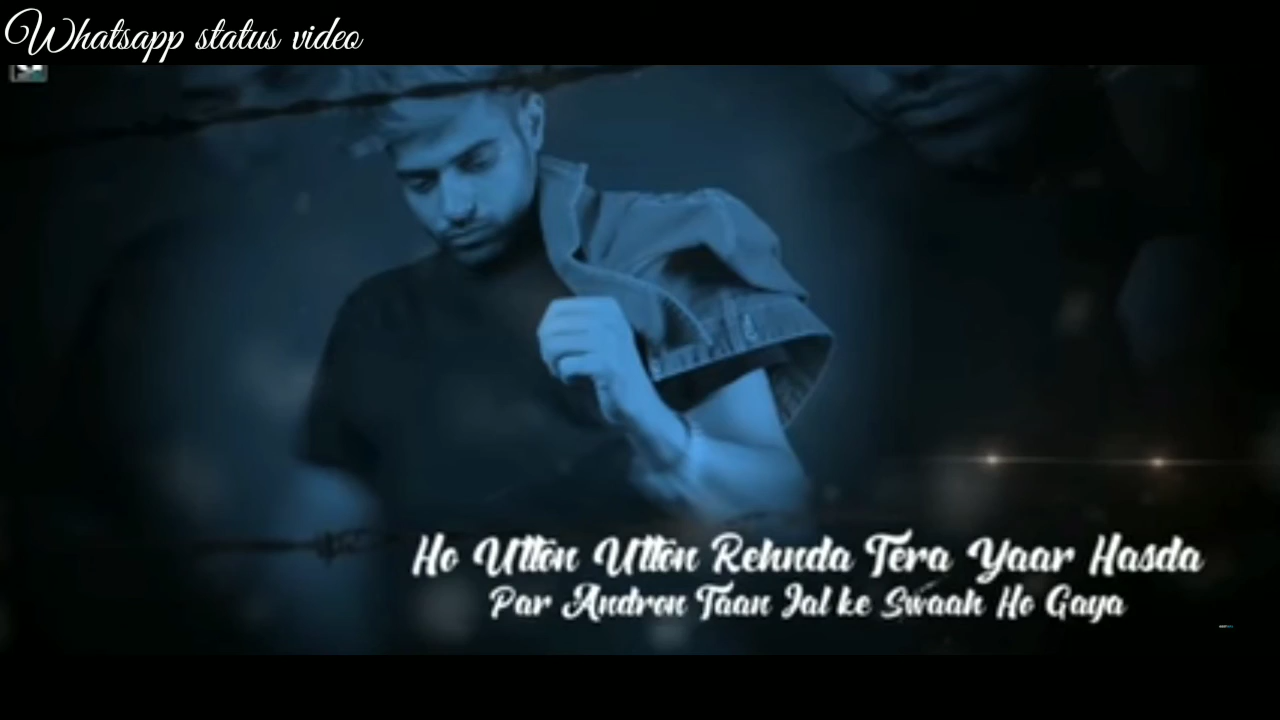 Whatsapp status video
Ho Utton Utton Rehnda Tera Yaar Hasda
Par Andron Taan Jal ke Swaah Ho Gaya